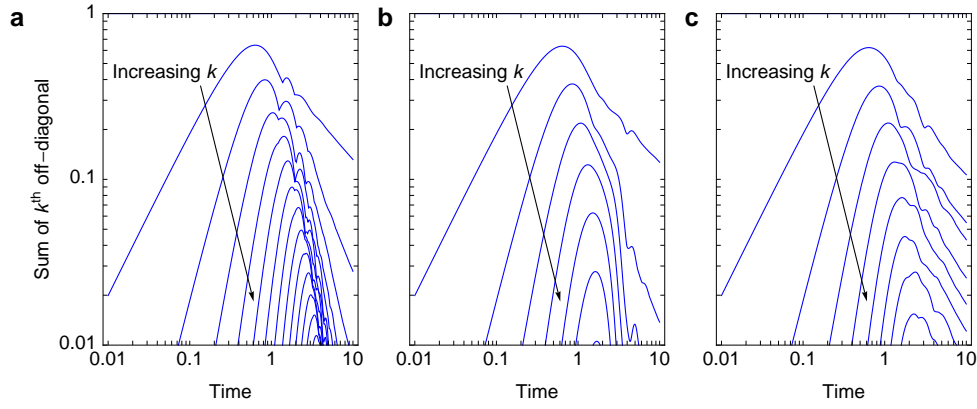 a
b
c
Sum of kth off−diagonal
1
0.1
0.01
Increasing k
Increasing k
Increasing k
0.01 0.1 1 10
0.01 0.1 1 10
0.01 0.1 1 10
Time
Time
Time